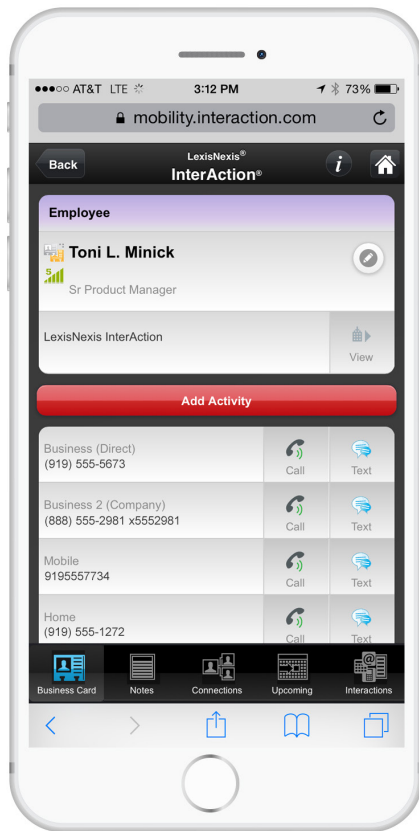 AT&T LTE 3:12 PM 73%
mobility.interaction.com
Back
LexisNexis®
InterAction®
i
Employee
5
Toni L. Minick
Sr Product Manager
LexisNexis InterAction
View
Add Activity
Business (Direct)
(919) 555-5673
Call Text
Business 2 (Company)
(888) 555-2981 x5552981
Call Text
Mobile
9195557734
Call Text
Home
(919) 555-1272
Call Text
Business Card Notes Connections Upcoming Interactions